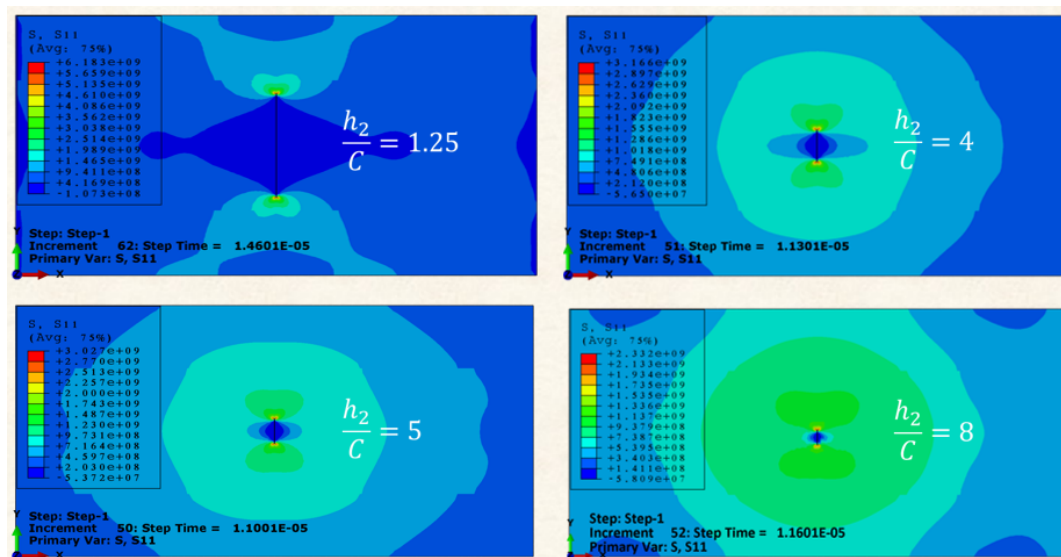 S, S11
(Avg: 75%)
+6.183e+09
+5.659e+09
+5.135e+09
+4.610e+09
+4.086e+09
+3.562e+09
+3.038e+09
+2.514e+09
+1.989e+09
+1.465e+09
+9.411e+08
+4.169e+08
-1.073e+08
h₂/C = 1.25
Step: Step-1
Increment 62: Step Time = 1.4601E-05
Primary Var: S, S11
Y
X
S, S11
(Avg: 75%)
+3.166e+09
+2.897e+09
+2.629e+09
+2.360e+09
+2.092e+09
+1.823e+09
+1.555e+09
+1.286e+09
+1.018e+09
+7.491e+08
+4.806e+08
+2.120e+08
-5.650e+07
h₂/C = 4
Step: Step-1
Increment 51: Step Time = 1.1301E-05
Primary Var: S, S11
Y
X
S, S11
(Avg: 75%)
+3.027e+09
+2.770e+09
+2.513e+09
+2.257e+09
+2.000e+09
+1.743e+09
+1.487e+09
+1.230e+09
+9.731e+08
+7.164e+08
+4.597e+08
+2.030e+08
-5.372e+07
h₂/C = 5
Step: Step-1
Increment 50: Step Time = 1.1001E-05
Primary Var: S, S11
Y
X
S, S11
(Avg: 75%)
+2.332e+09
+2.133e+09
+1.934e+09
+1.735e+09
+1.535e+09
+1.336e+09
+1.137e+09
+9.379e+08
+7.387e+08
+5.395e+08
+3.403e+08
+1.411e+08
-5.809e+07
h₂/C = 8
Step: Step-1
Increment 52: Step Time = 1.1601E-05
Primary Var: S, S11
Y
X